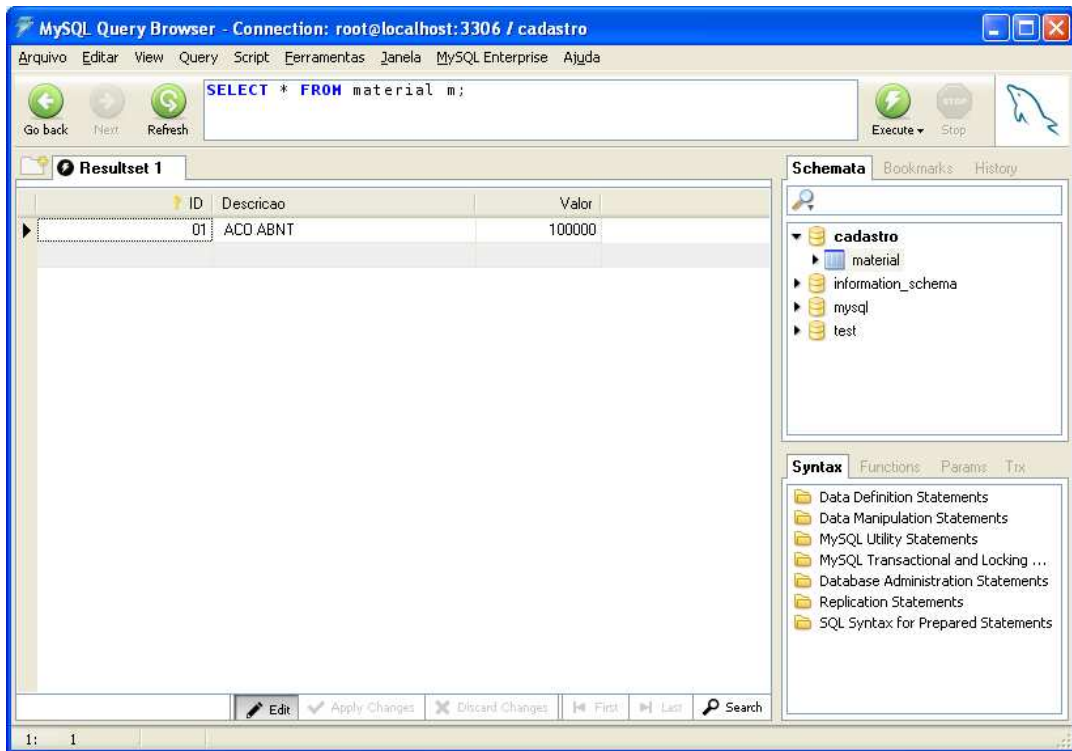 MySQL Query Browser - Connection: root@localhost:3306 / cadastro
Arquivo Editar View Query Script Ferramentas Janela MySQL Enterprise Ajuda
SELECT * FROM material m;
Go back Next Refresh
Execute STOP Stop
Resultset 1
ID Descricao Valor
01 ACO ABNT 100000
Schemata Bookmarks History
cadastro
material
information_schema
mysql
test
Syntax Functions Params Trx
Data Definition Statements
Data Manipulation Statements
MySQL Utility Statements
MySQL Transactional and Locking ...
Database Administration Statements
Replication Statements
SQL Syntax for Prepared Statements
Edit Apply Changes Discard Changes First Last Search
1: 1